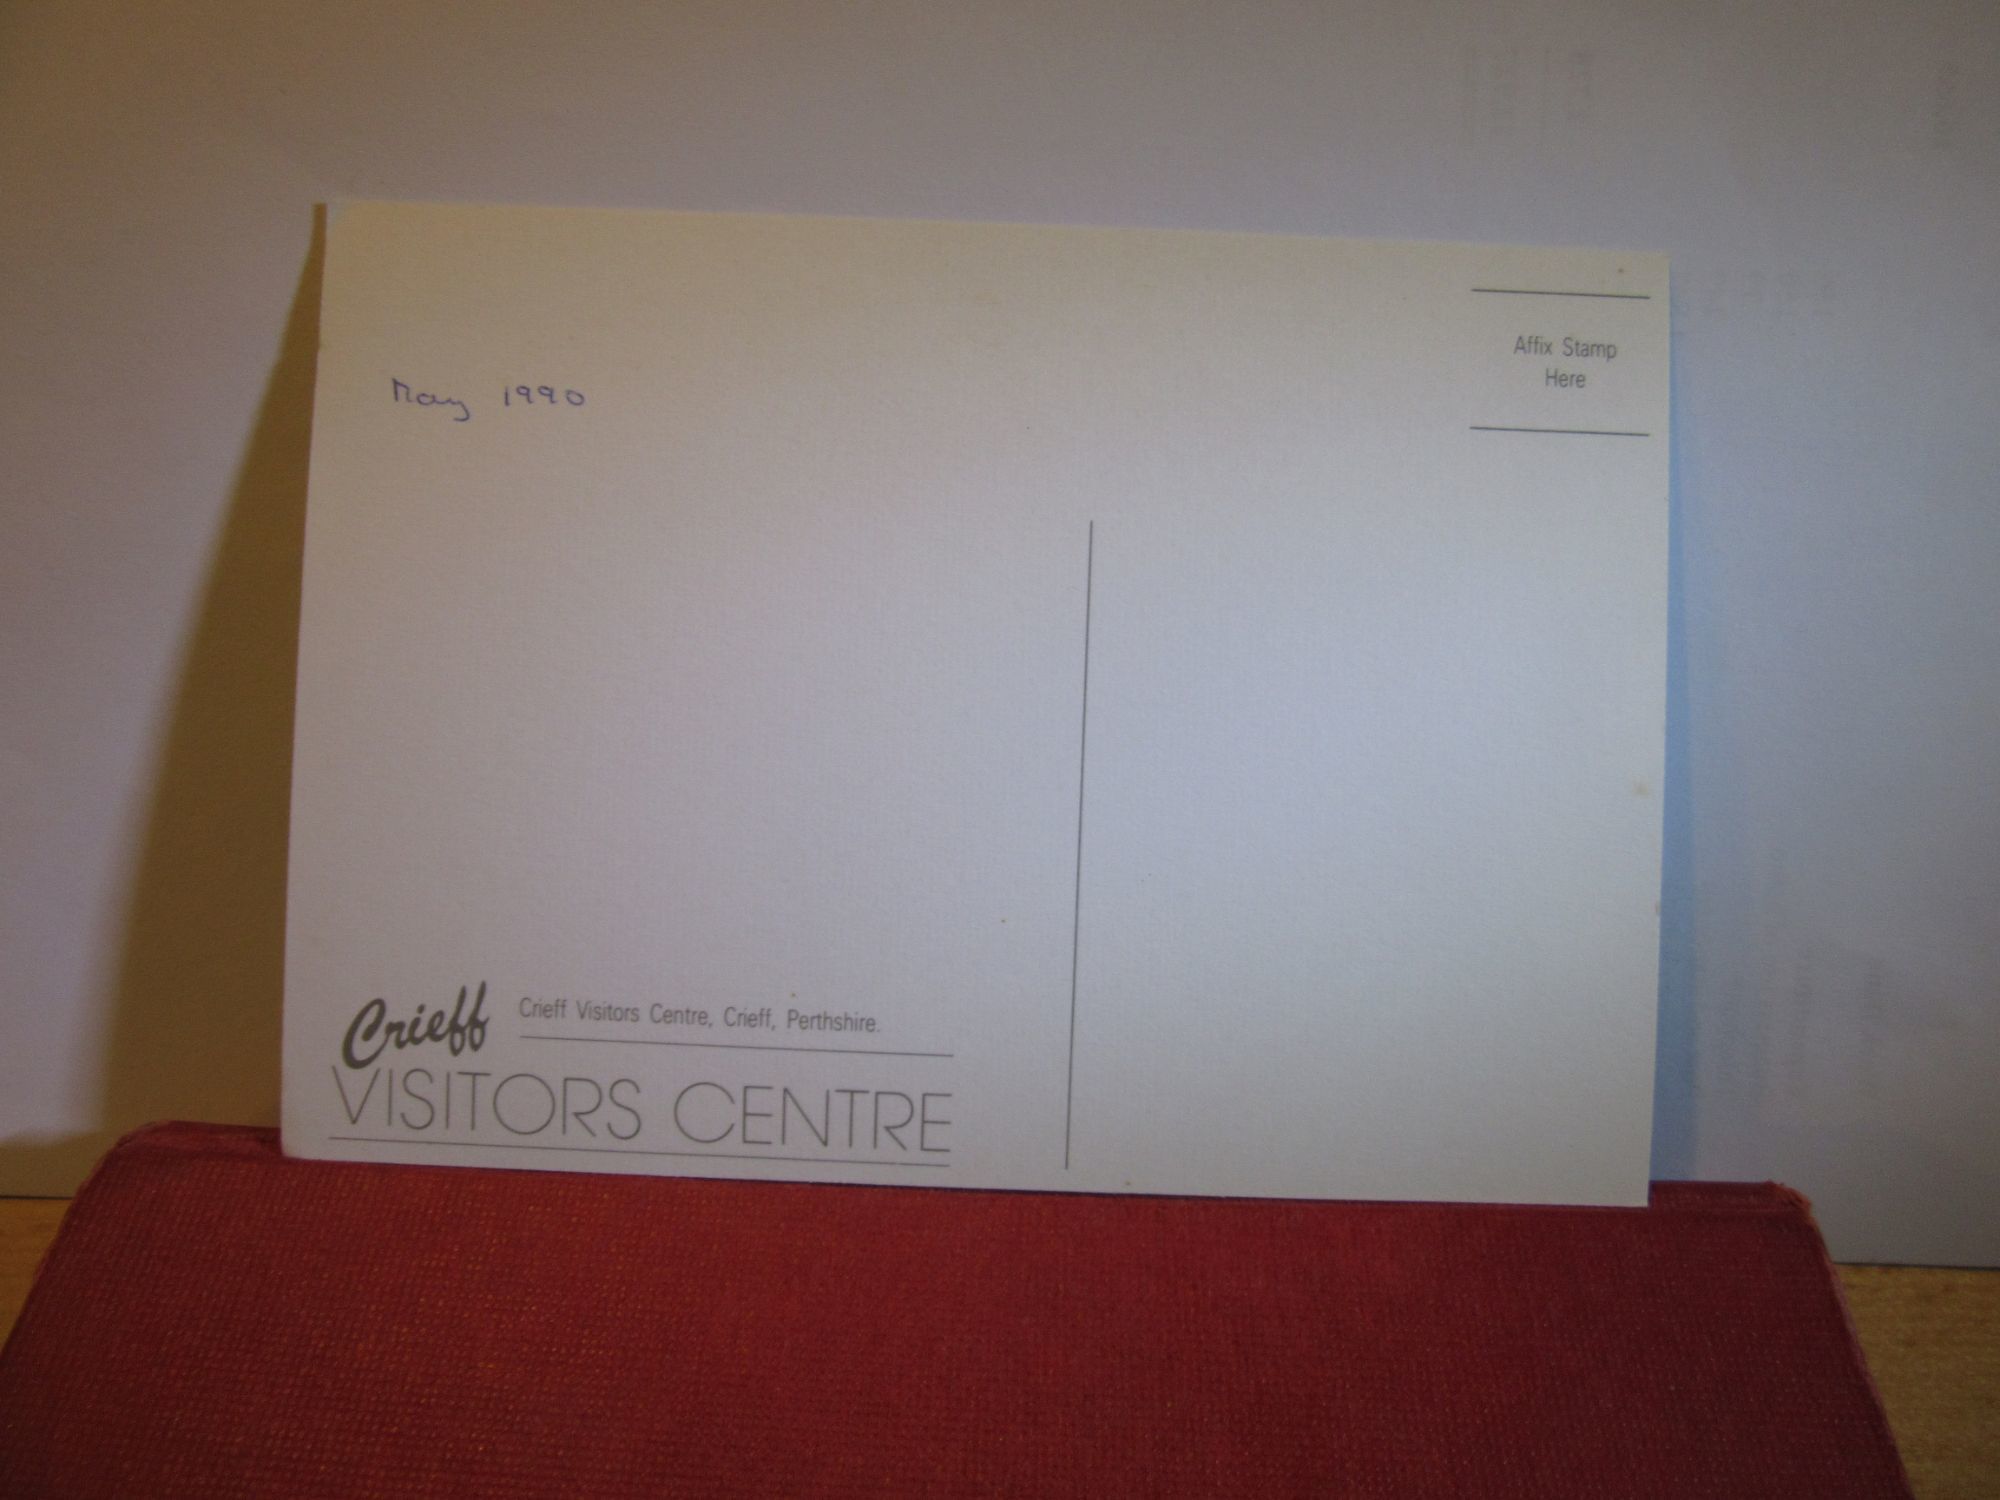 Affix Stamp
Here
May 1990
Crieff
Crieff Visitors Centre, Crieff, Perthshire.
VISITORS CENTRE